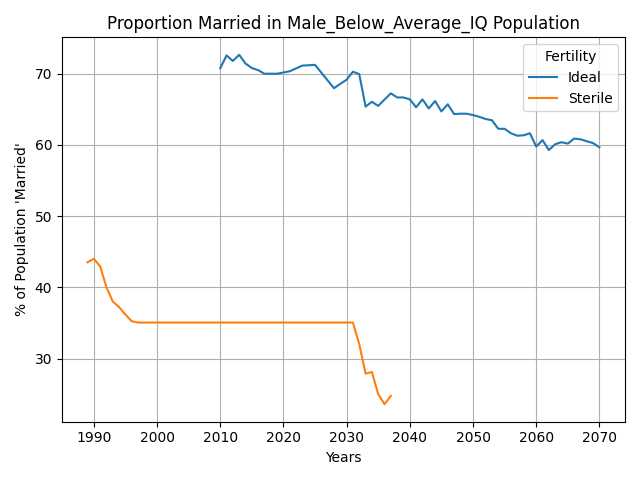 Proportion Married in Male_Below_Average_IQ Population
% of Population 'Married'
70
60
50
40
30
Fertility
Ideal
Sterile
1990 2000 2010 2020 2030 2040 2050 2060 2070
Years